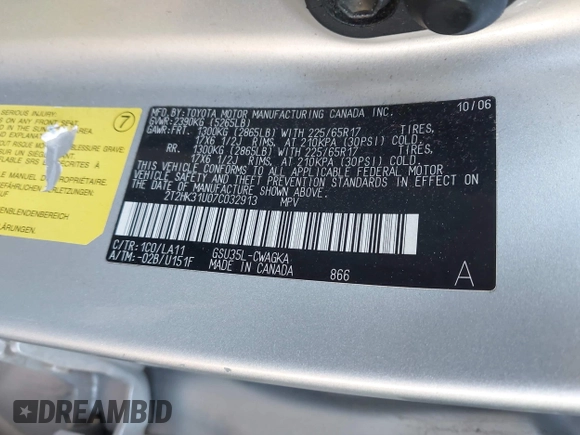 SERIOUS INJURY.
7
MFD.BY:TOYOTA MOTOR MANUFACTURING CANADA INC. 10/06
GVWR:2390KG (5265LB)
GAWR:FRT. 1300KG (2865LB) WITH 225/65R17 TIRES,
17X6 1/2J RIMS, AT 210KPA (30PSI) COLD.
RR. 1300KG (2865LB) WITH 225/65R17 TIRES,
17X6 1/2J RIMS, AT 210KPA (30PSI) COLD.
THIS VEHICLE CONFORMS TO ALL APPLICABLE FEDERAL MOTOR
VEHICLE SAFETY AND THEFT PREVENTION STANDARDS IN EFFECT ON
THE DATE OF MANUFACTURE SHOWN ABOVE.
2T2HK31U07C032913 MPV
C/TR:1C0/LA11 GSU35L-CWAGKA
A/TM:-02B/U151F MADE IN CANADA 866 A
DREAMBID